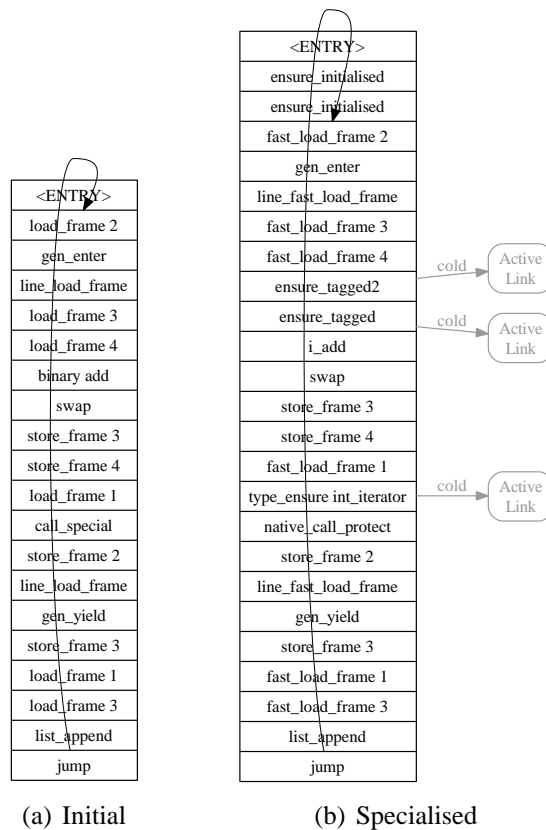 <ENTRY>
load_frame 2
gen_enter
line_load_frame
load_frame 3
load_frame 4
binary add
swap
store_frame 3
store_frame 4
load_frame 1
call_special
store_frame 2
line_load_frame
gen_yield
store_frame 3
load_frame 1
load_frame 3
list_append
jump
(a) Initial
<ENTRY>
ensure_initialised
ensure_initialised
fast_load_frame 2
gen_enter
line_fast_load_frame
fast_load_frame 3
fast_load_frame 4
ensure_tagged2
ensure_tagged
i_add
swap
store_frame 3
store_frame 4
fast_load_frame 1
type_ensure int_iterator
native_call_protect
store_frame 2
line_fast_load_frame
gen_yield
store_frame 3
fast_load_frame 1
fast_load_frame 3
list_append
jump
cold
Active
Link
cold
Active
Link
cold
Active
Link
(b) Specialised